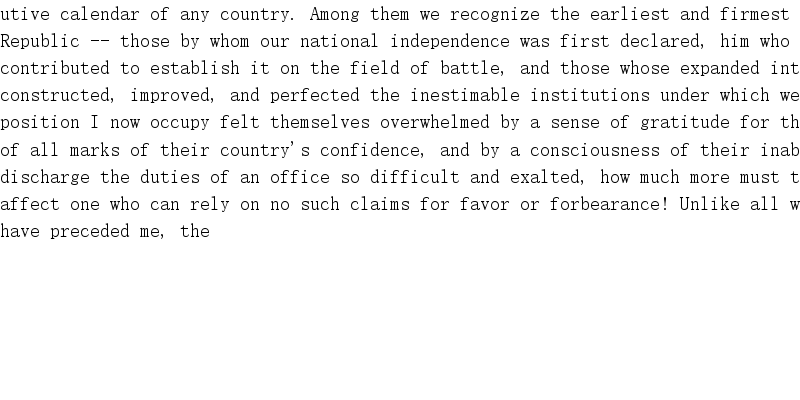 utive calendar of any country. Among them we recognize the earliest and firmest
Republic -- those by whom our national independence was first declared, him who
contributed to establish it on the field of battle, and those whose expanded int
constructed, improved, and perfected the inestimable institutions under which we
position I now occupy felt themselves overwhelmed by a sense of gratitude for th
of all marks of their country's confidence, and by a consciousness of their inab
discharge the duties of an office so difficult and exalted, how much more must t
affect one who can rely on no such claims for favor or forbearance! Unlike all w
have preceded me, the